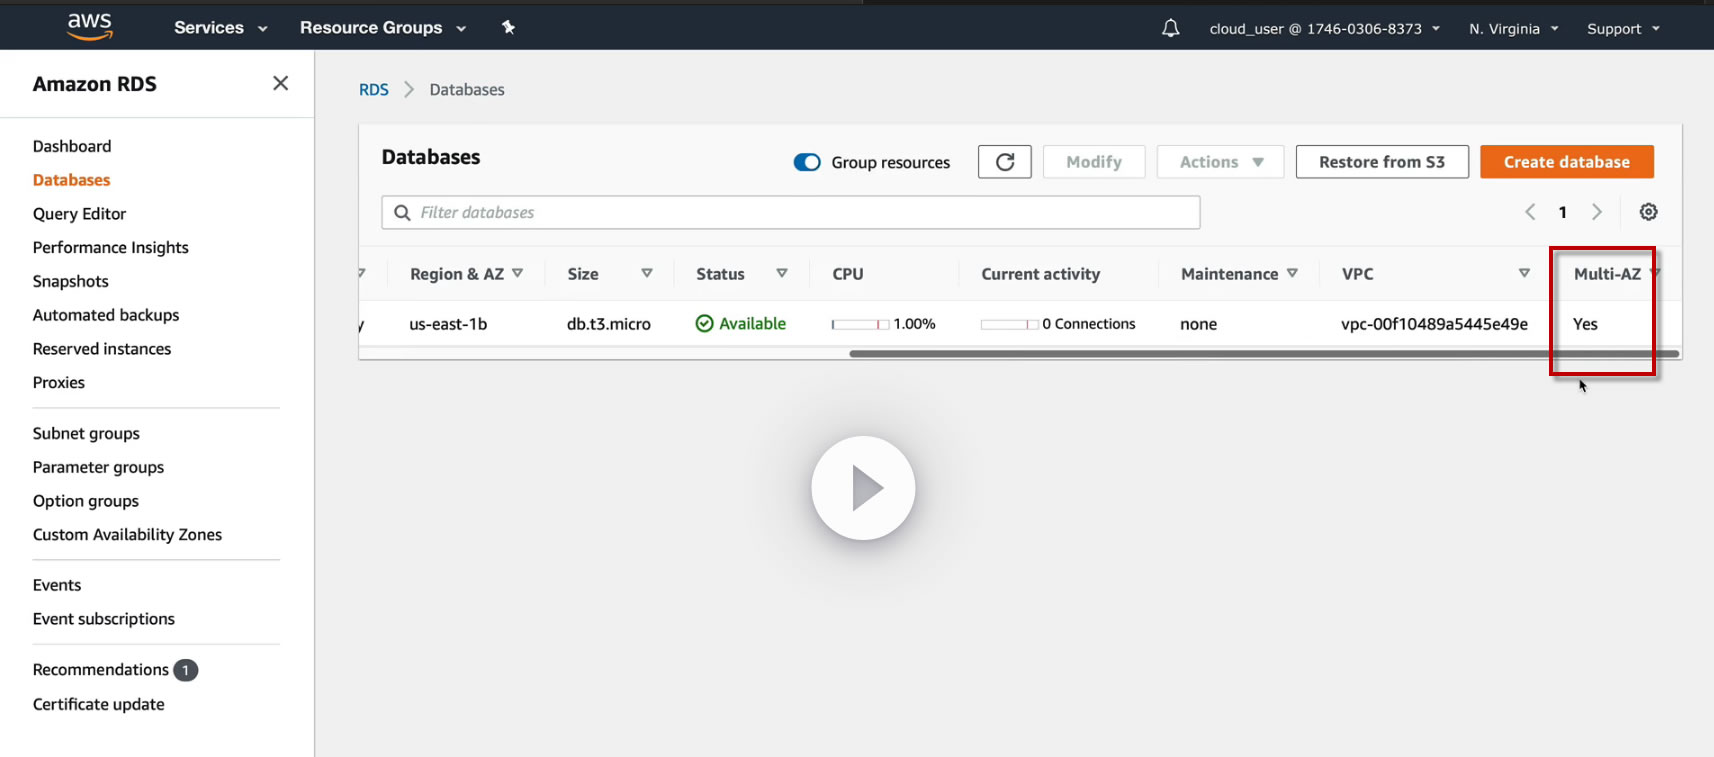 aws Services Resource Groups cloud_user @ 1746-0306-8373 N. Virginia Support
Amazon RDS
Dashboard
Databases
Query Editor
Performance Insights
Snapshots
Automated backups
Reserved instances
Proxies
Subnet groups
Parameter groups
Option groups
Custom Availability Zones
Events
Event subscriptions
Recommendations 1
Certificate update
RDS > Databases
Databases Group resources Modify Actions Restore from S3 Create database
Filter databases 1
Region & AZ Size Status CPU Current activity Maintenance VPC Multi-AZ
y us-east-1b db.t3.micro Available 1.00% 0 Connections none vpc-00f10489a5445e49e Yes